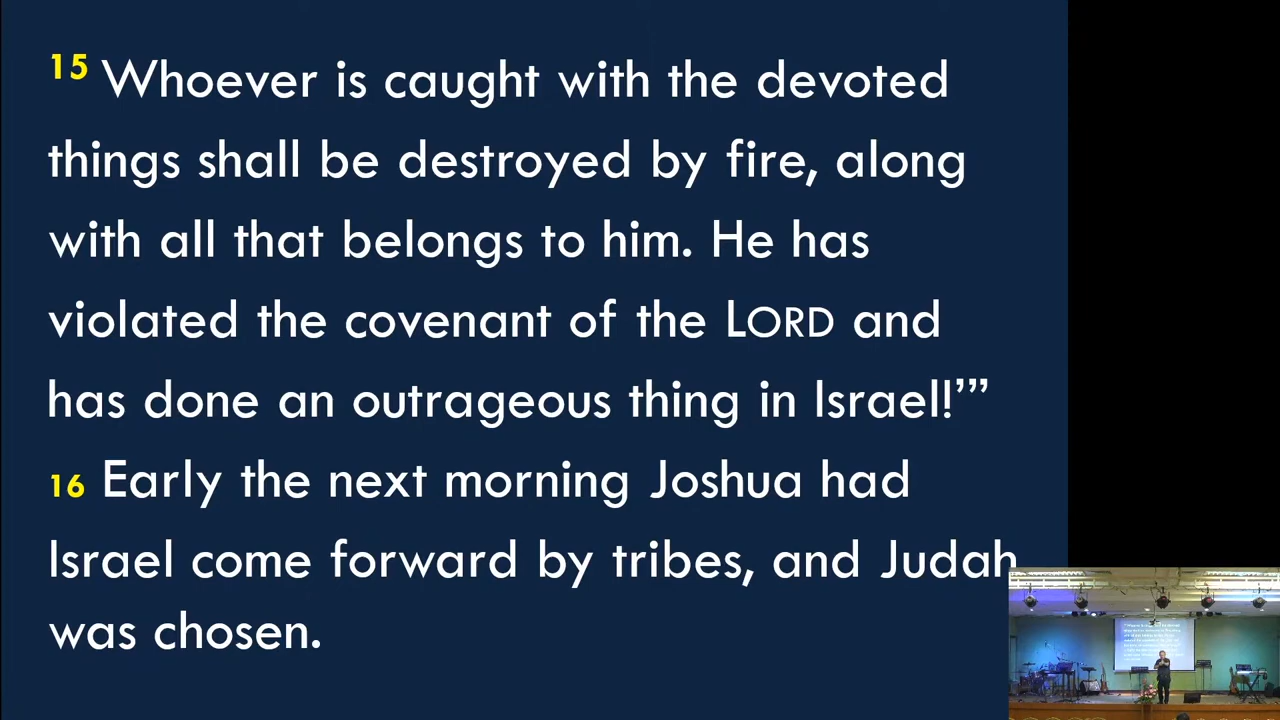 15 Whoever is caught with the devoted
things shall be destroyed by fire, along
with all that belongs to him. He has
violated the covenant of the LORD and
has done an outrageous thing in Israel!’”
16 Early the next morning Joshua had
Israel come forward by tribes, and Judah
was chosen.